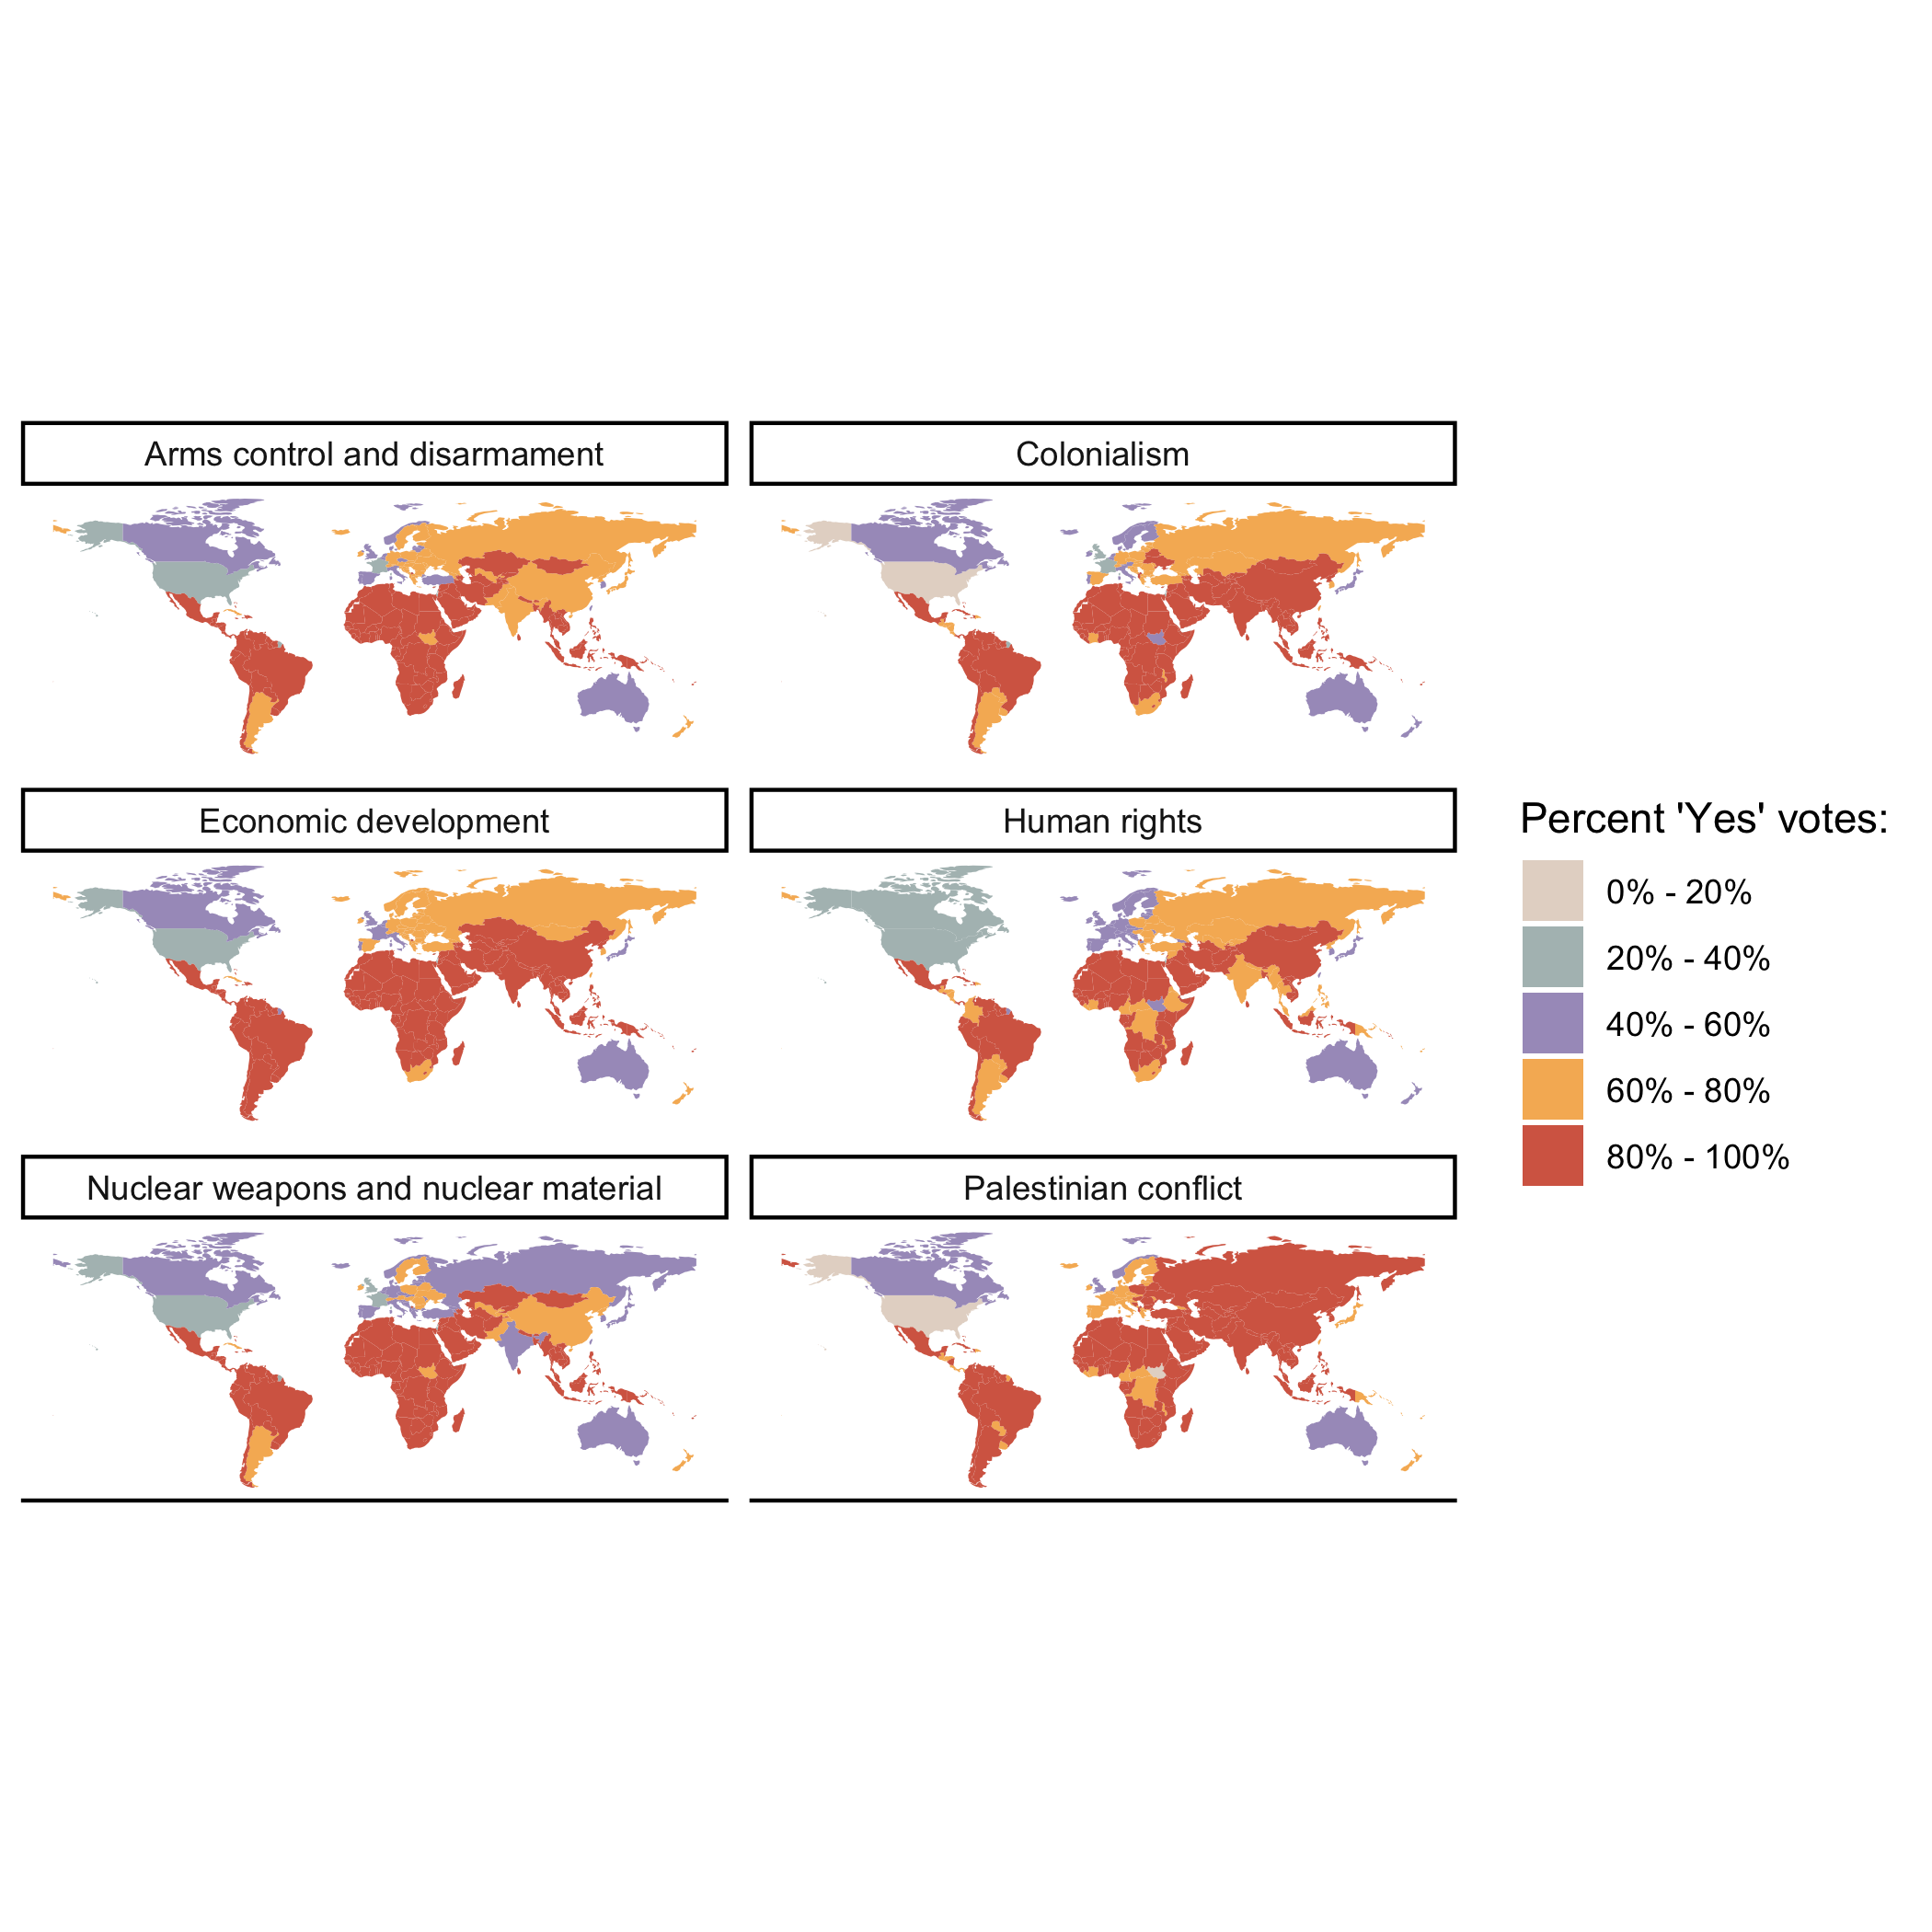 Arms control and disarmament
Colonialism
Economic development
Human rights
Nuclear weapons and nuclear material
Palestinian conflict
Percent 'Yes' votes:
0% - 20%
20% - 40%
40% - 60%
60% - 80%
80% - 100%